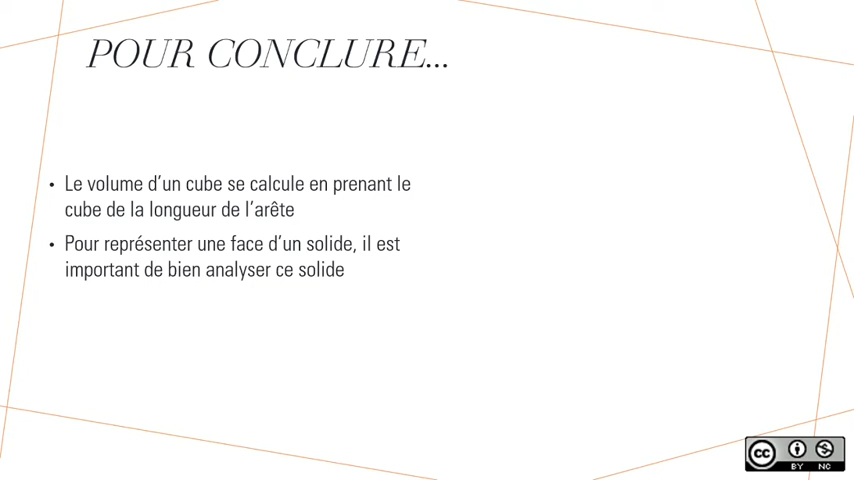 POUR CONCLURE...
• Le volume d’un cube se calcule en prenant le
cube de la longueur de l’arête
• Pour représenter une face d’un solide, il est
important de bien analyser ce solide
cc
BY NC